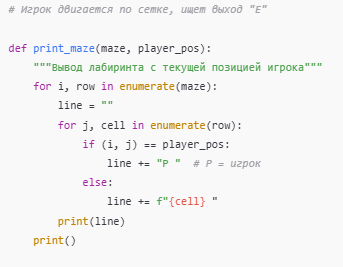 # Игрок двигается по сетке, ищет выход "E"

def print_maze(maze, player_pos):
    """Вывод лабиринта с текущей позицией игрока"""
    for i, row in enumerate(maze):
        line = ""
        for j, cell in enumerate(row):
            if (i, j) == player_pos:
                line += "P "  # P = игрок
            else:
                line += f"{cell} "
        print(line)
    print()